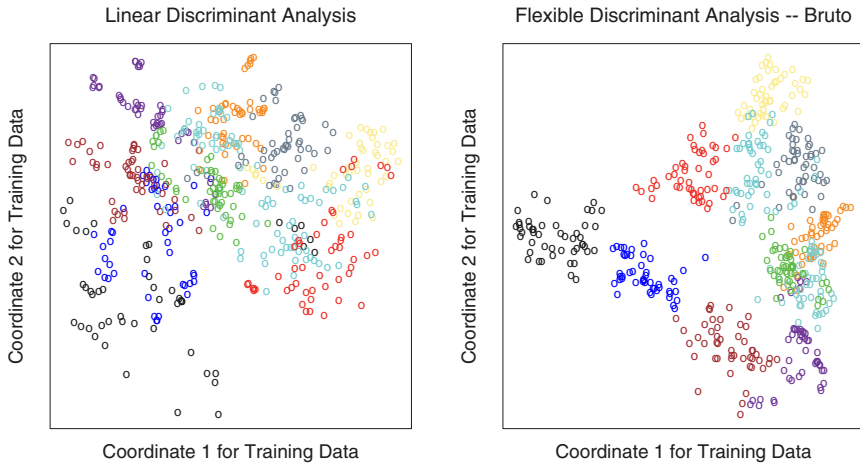 Linear Discriminant Analysis
Coordinate 2 for Training Data
Coordinate 1 for Training Data
Flexible Discriminant Analysis -- Bruto
Coordinate 2 for Training Data
Coordinate 1 for Training Data